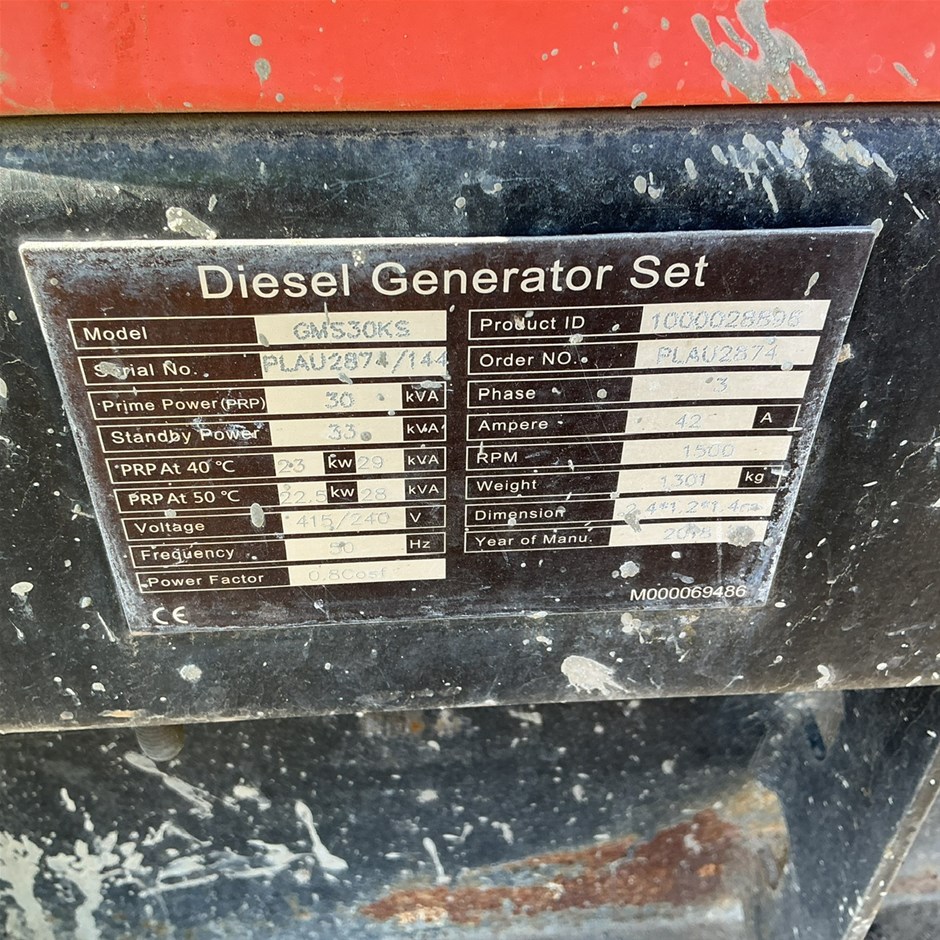 Diesel Generator Set
Model GMS30KS
Serial No. PLAU2874/144
Prime Power (PRP) 30 kVA
Standby Power 33 kVA
PRP At 40 °C 23 kw 29 kVA
PRP At 50 °C 22.5 kw 28 kVA
Voltage 415/240 V
Frequency 50 Hz
Power Factor 0.8Cosf
CE
Product ID 1000028896
Order NO. PLAU2874
Phase 3
Ampere 42 A
RPM 1500
Weight 1301 kg
Dimension
Year of Manu.
M000069486